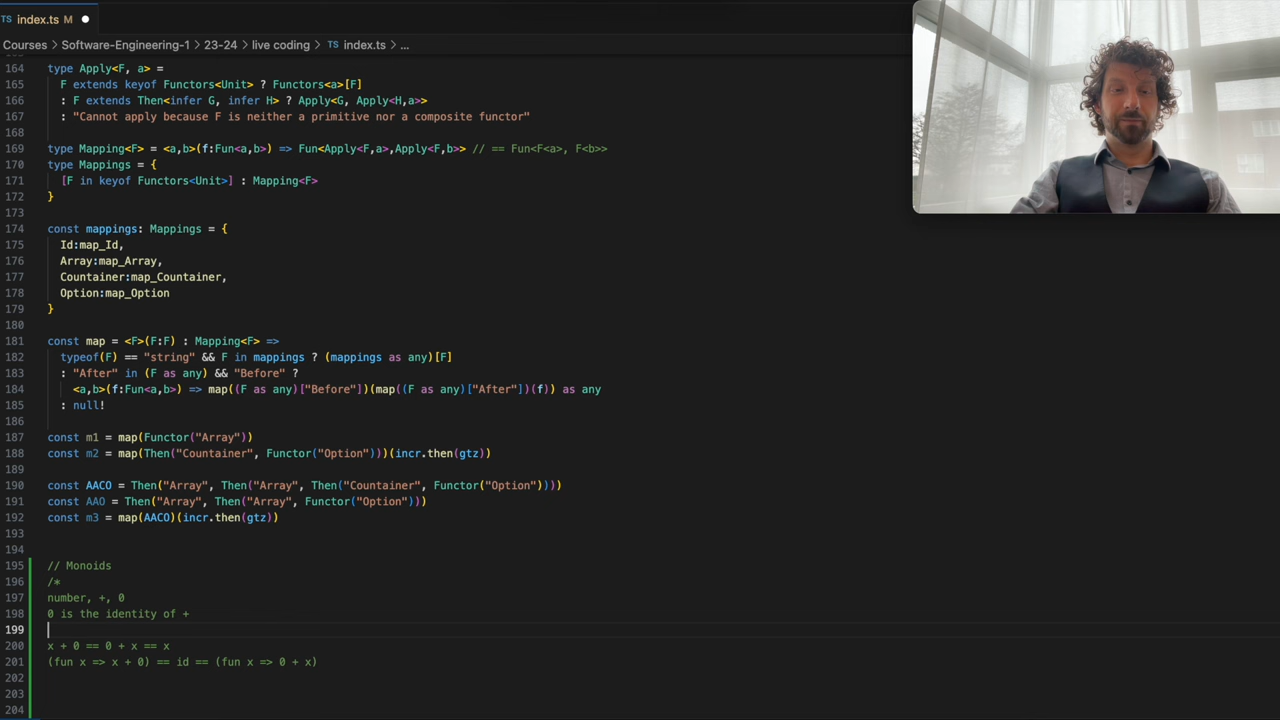 TS index.ts M
Courses > Software-Engineering-1 > 23-24 > live coding > TS index.ts > ...
164 type Apply<F, a> =
165 F extends keyof Functors<Unit> ? Functors<a>[F]
166 : F extends Then<infer G, infer H> ? Apply<G, Apply<H,a>>
167 : "Cannot apply because F is neither a primitive nor a composite functor"
168
169 type Mapping<F> = <a,b>(f:Fun<a,b>) => Fun<Apply<F,a>,Apply<F,b>> // == Fun<F<a>, F<b>>
170 type Mappings = {
171 [F in keyof Functors<Unit>] : Mapping<F>
172 }
173
174 const mappings: Mappings = {
175 Id:map_Id,
176 Array:map_Array,
177 Countainer:map_Countainer,
178 Option:map_Option
179 }
180
181 const map = <F>(F:F) : Mapping<F> =>
182 typeof(F) == "string" && F in mappings ? (mappings as any)[F]
183 : "After" in (F as any) && "Before" ?
184 <a,b>(f:Fun<a,b>) => map((F as any)["Before"])(map((F as any)["After"])(f)) as any
185 : null!
186
187 const m1 = map(Functor("Array"))
188 const m2 = map(Then("Countainer", Functor("Option")))(incr.then(gtz))
189
190 const AACO = Then("Array", Then("Array", Then("Countainer", Functor("Option"))))
191 const AAO = Then("Array", Then("Array", Functor("Option")))
192 const m3 = map(AACO)(incr.then(gtz))
193
194
195 // Monoids
196 /*
197 number, +, 0
198 0 is the identity of +
199
200 x + 0 == 0 + x == x
201 (fun x => x + 0) == id == (fun x => 0 + x)
202
203
204